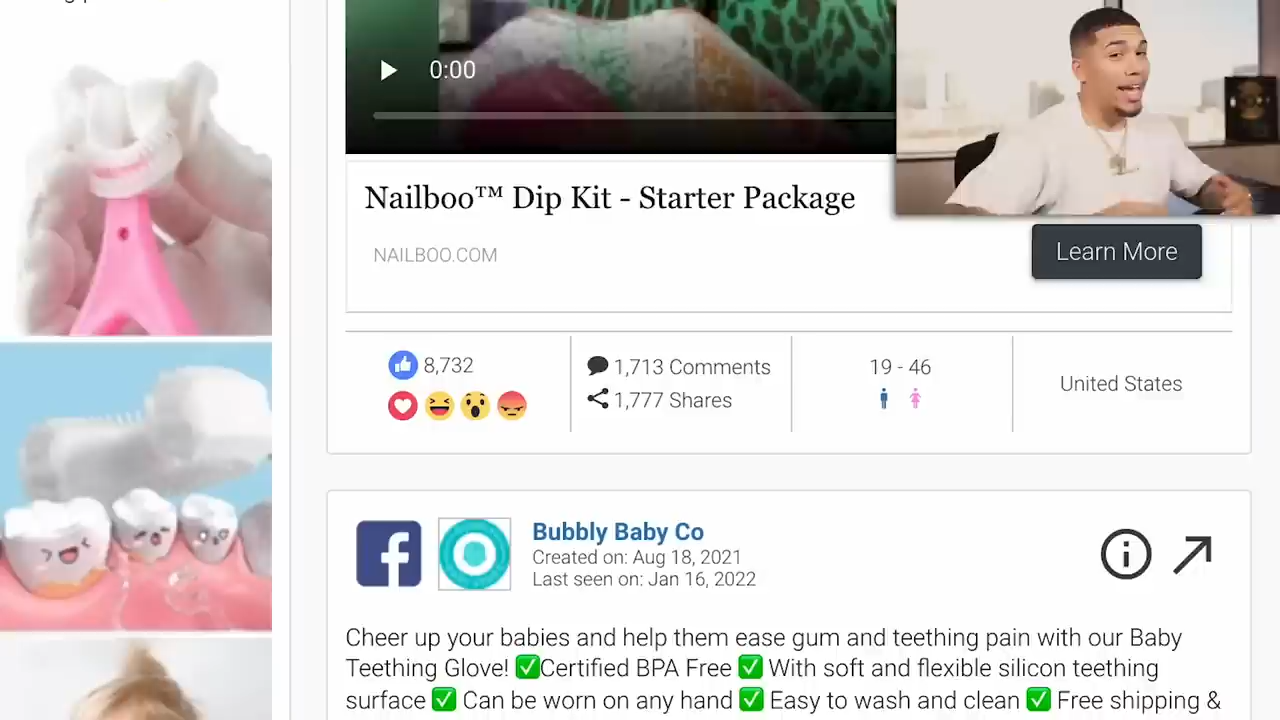 0:00
Nailboo™ Dip Kit - Starter Package
NAILBOO.COM
Learn More
8,732
1,713 Comments
1,777 Shares
19 - 46
United States
Bubbly Baby Co
Created on: Aug 18, 2021
Last seen on: Jan 16, 2022
Cheer up your babies and help them ease gum and teething pain with our Baby
Teething Glove! ✅Certified BPA Free ✅ With soft and flexible silicon teething
surface ✅ Can be worn on any hand ✅ Easy to wash and clean ✅ Free shipping &